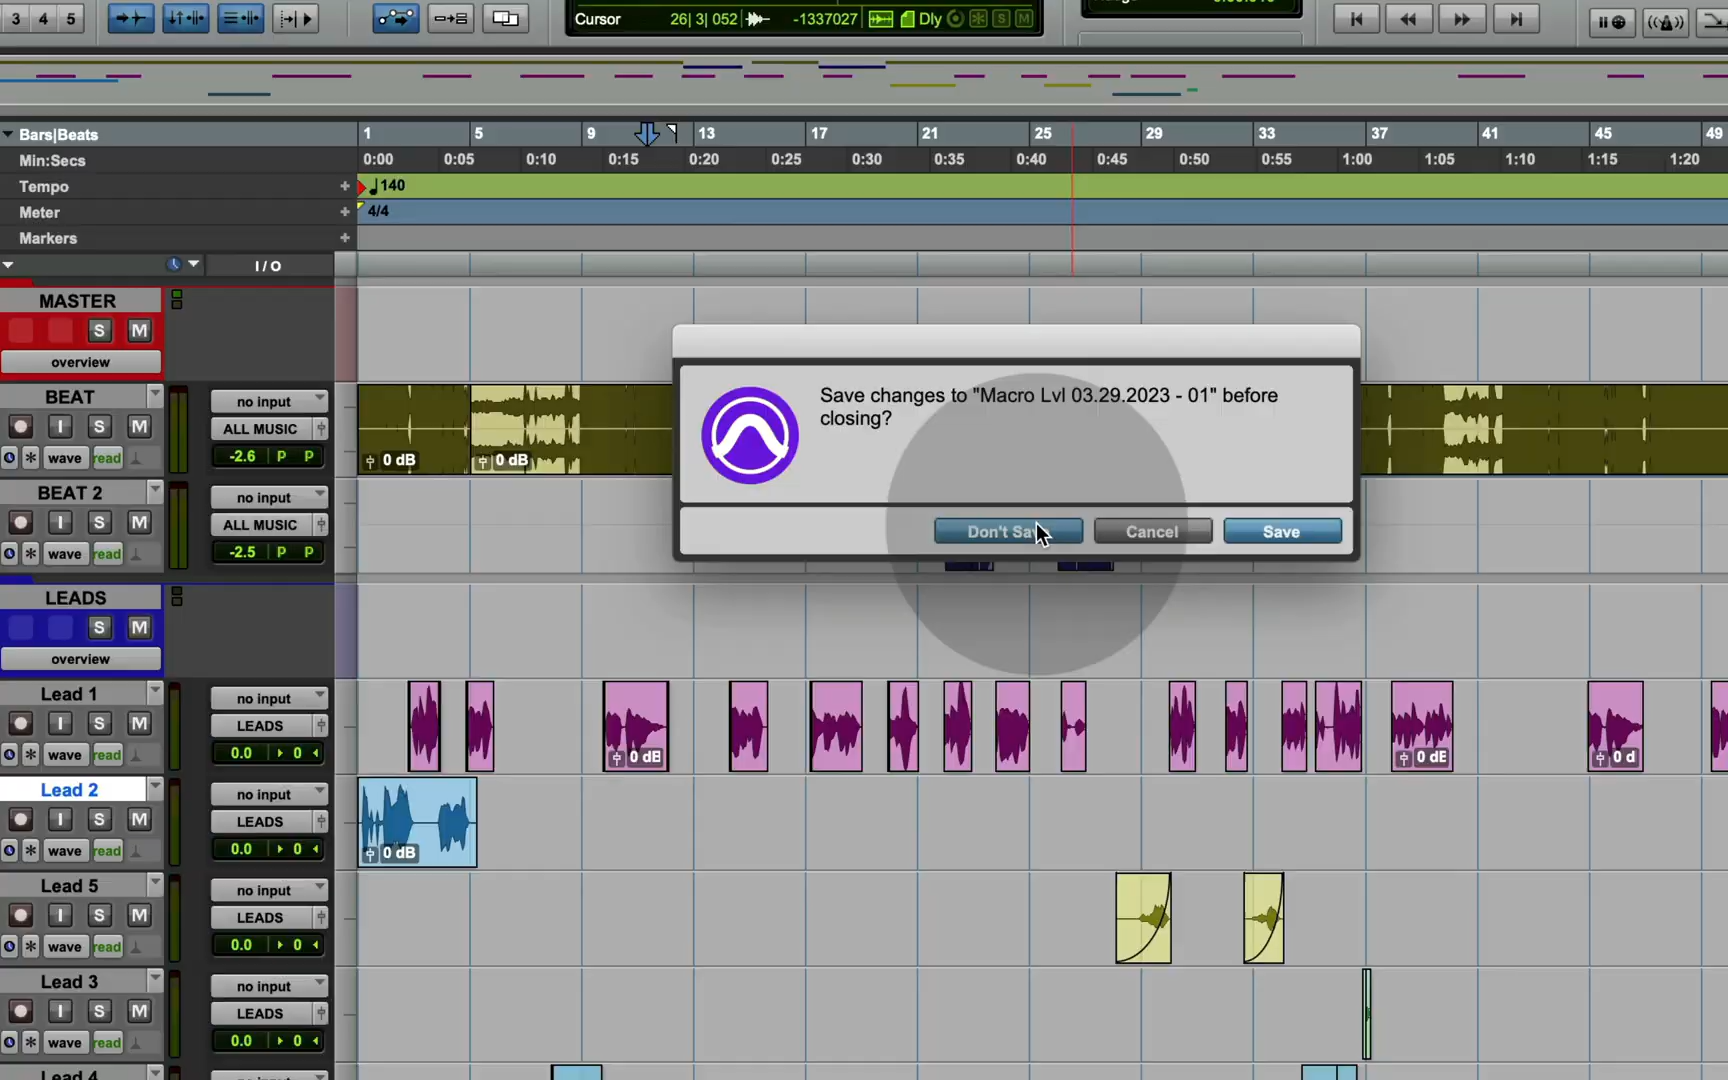 3 4 5
Cursor 26| 3| 052 -1337027 Dly S M
Bars|Beats 1 5 9 13 17 21 25 29 33 37 41 45 49
Min:Secs 0:00 0:05 0:10 0:15 0:20 0:25 0:30 0:35 0:40 0:45 0:50 0:55 1:00 1:05 1:10 1:15 1:20
Tempo + 140
Meter + 4/4
Markers +
I / O
MASTER
S M
overview
BEAT no input
I S M ALL MUSIC
wave read -2.6 P P 0 dB 0 dB
BEAT 2 no input
I S M ALL MUSIC
wave read -2.5 P P
Save changes to "Macro Lvl 03.29.2023 - 01" before
closing?
Don't Save Cancel Save
LEADS
S M
overview
Lead 1 no input
I S M LEADS
wave read 0.0 0 0 dE 0 dE 0 d
Lead 2 no input
I S M LEADS
wave read 0.0 0 0 dB
Lead 5 no input
I S M LEADS
wave read 0.0 0
Lead 3 no input
I S M LEADS
wave read 0.0 0
Lead 4